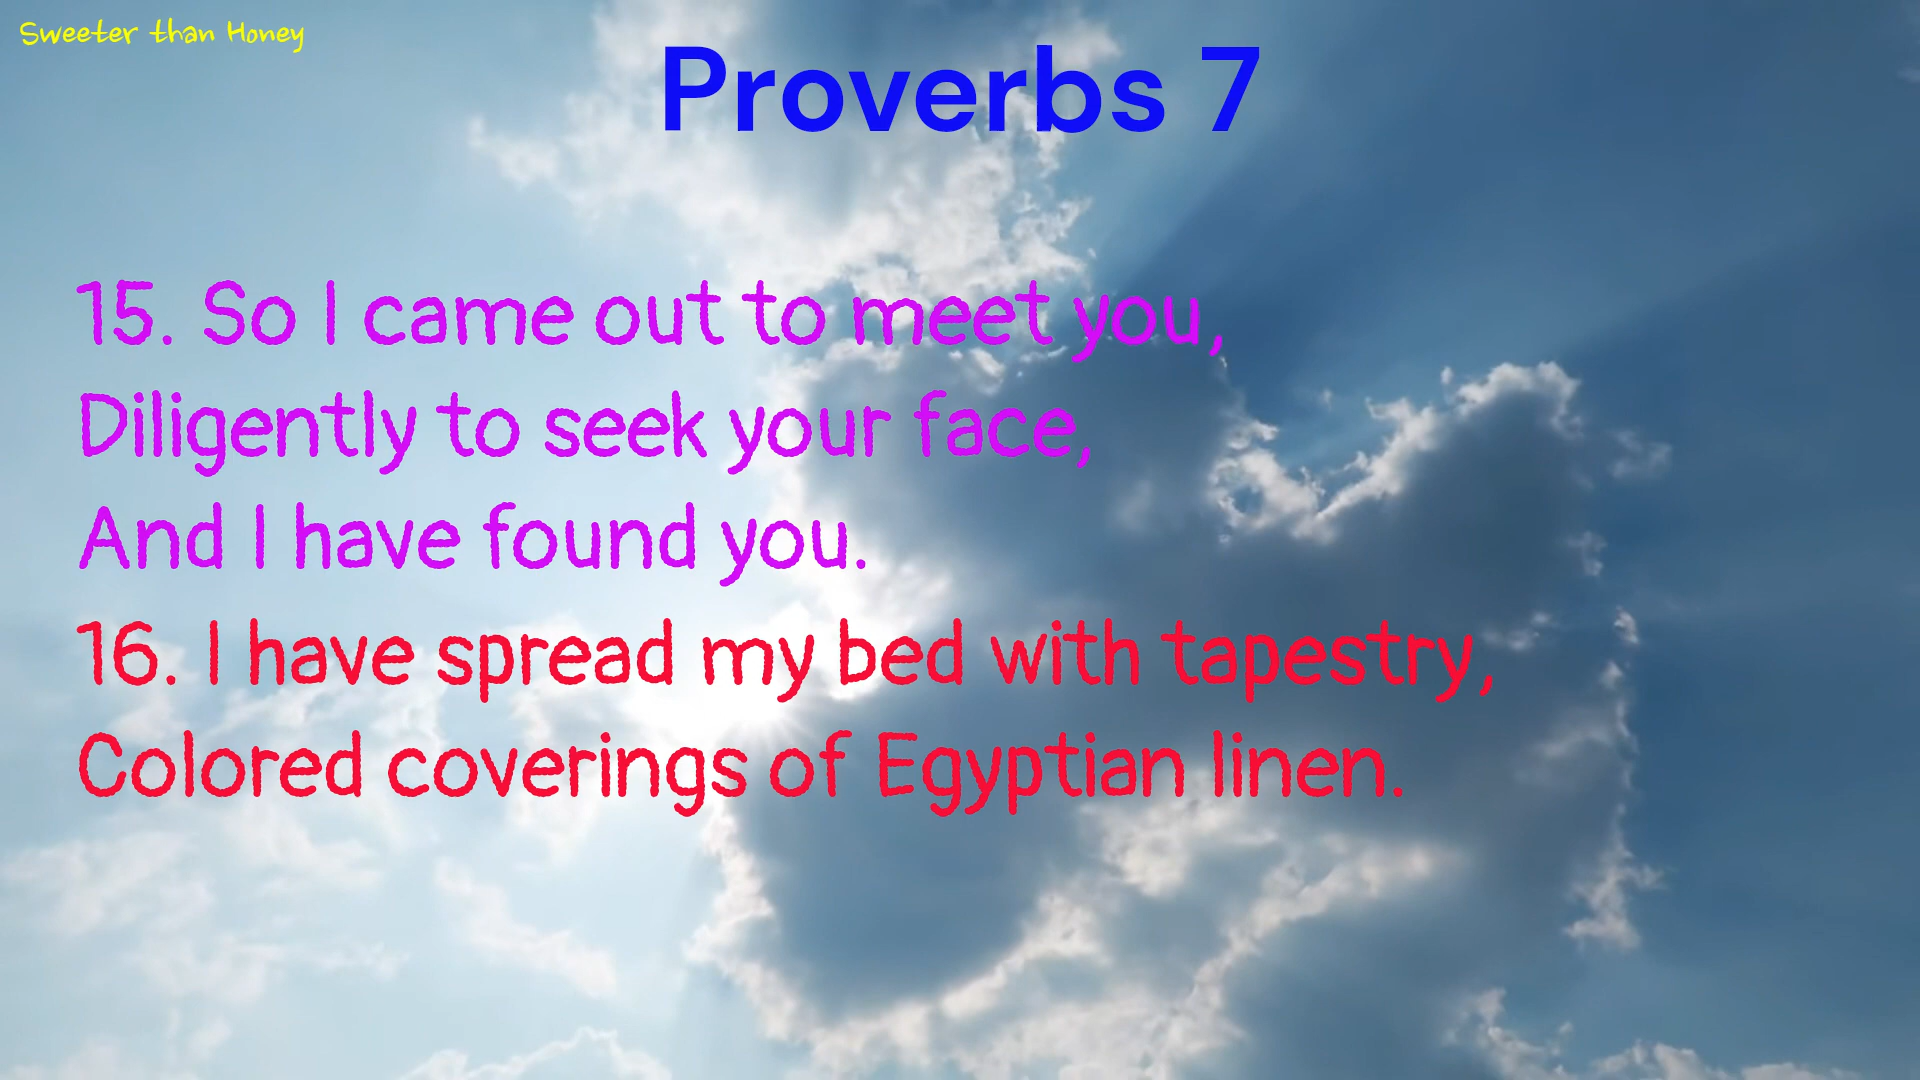 Sweeter than Honey
Proverbs 7
15. So I came out to meet you,
Diligently to seek your face,
And I have found you.
16. I have spread my bed with tapestry,
Colored coverings of Egyptian linen.